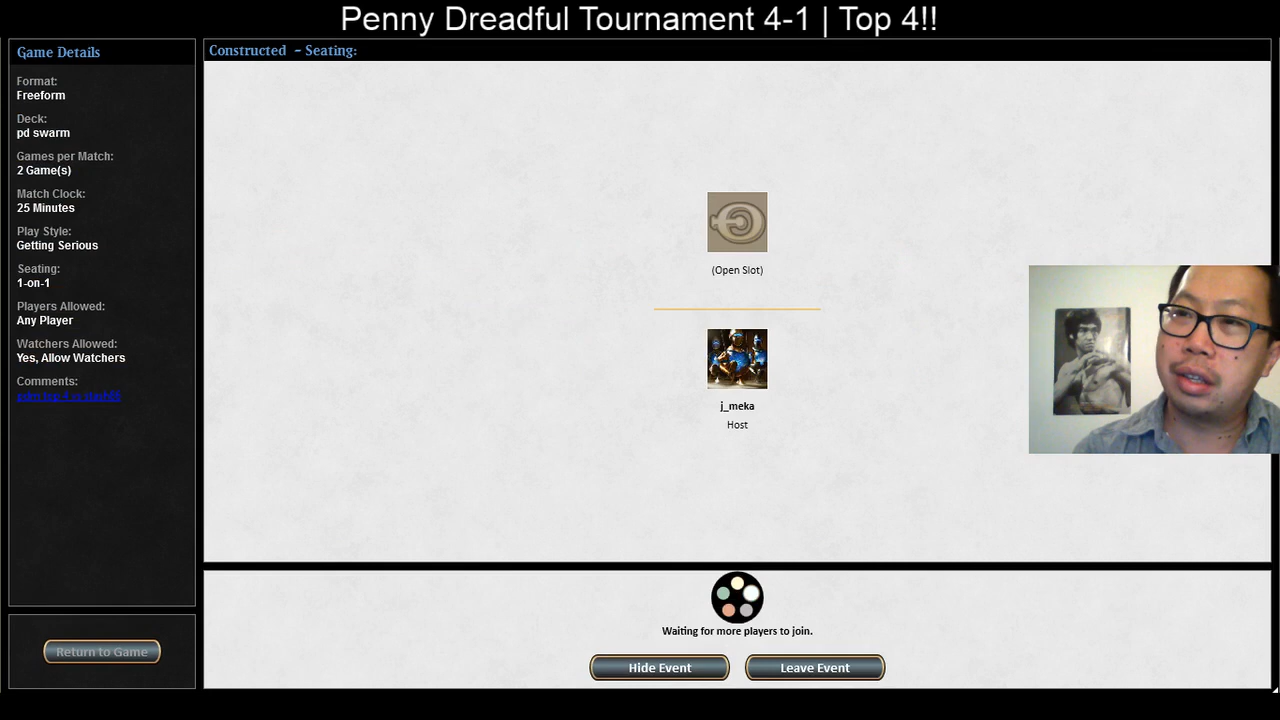 Penny Dreadful Tournament 4-1 | Top 4!!
Game Details
Format:
Freeform
Deck:
pd swarm
Games per Match:
2 Game(s)
Match Clock:
25 Minutes
Play Style:
Getting Serious
Seating:
1-on-1
Players Allowed:
Any Player
Watchers Allowed:
Yes, Allow Watchers
Comments:
Return to Game
Constructed - Seating:
(Open Slot)
j_meka
Host
Waiting for more players to join.
Hide Event
Leave Event